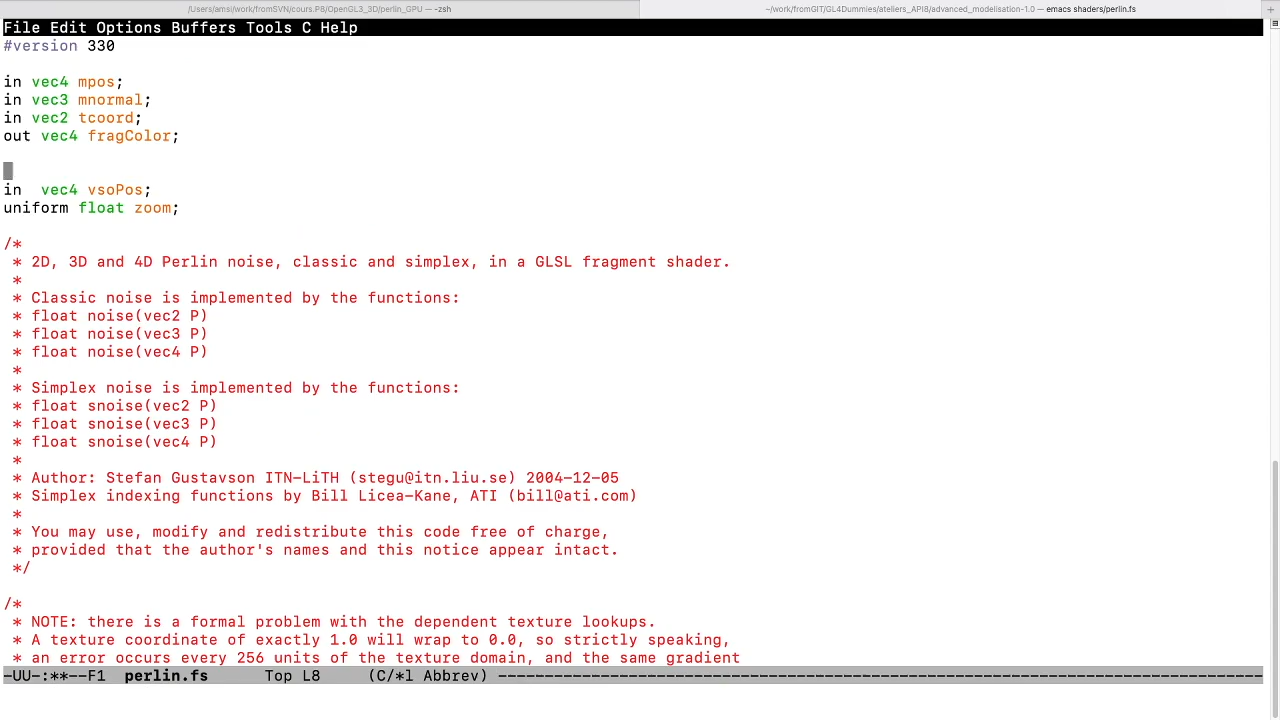 /Users/amsi/work/fromSVN/cours.P8/OpenGL3_3D/perlin_GPU — -zsh
~/work/fromGIT/GL4Dummies/ateliers_API8/advanced_modelisation-1.0 — emacs shaders/perlin.fs
+
File Edit Options Buffers Tools C Help
#version 330
in vec4 mpos;
in vec3 mnormal;
in vec2 tcoord;
out vec4 fragColor;
in  vec4 vsoPos;
uniform float zoom;
/*
 * 2D, 3D and 4D Perlin noise, classic and simplex, in a GLSL fragment shader.
 *
 * Classic noise is implemented by the functions:
 * float noise(vec2 P)
 * float noise(vec3 P)
 * float noise(vec4 P)
 *
 * Simplex noise is implemented by the functions:
 * float snoise(vec2 P)
 * float snoise(vec3 P)
 * float snoise(vec4 P)
 *
 * Author: Stefan Gustavson ITN-LiTH (stegu@itn.liu.se) 2004-12-05
 * Simplex indexing functions by Bill Licea-Kane, ATI (bill@ati.com)
 *
 * You may use, modify and redistribute this code free of charge,
 * provided that the author's names and this notice appear intact.
 */
/*
 * NOTE: there is a formal problem with the dependent texture lookups.
 * A texture coordinate of exactly 1.0 will wrap to 0.0, so strictly speaking,
 * an error occurs every 256 units of the texture domain, and the same gradient
-UU-:**--F1  perlin.fs      Top L8     (C/*l Abbrev) ----------------------------------------------------------------------------------